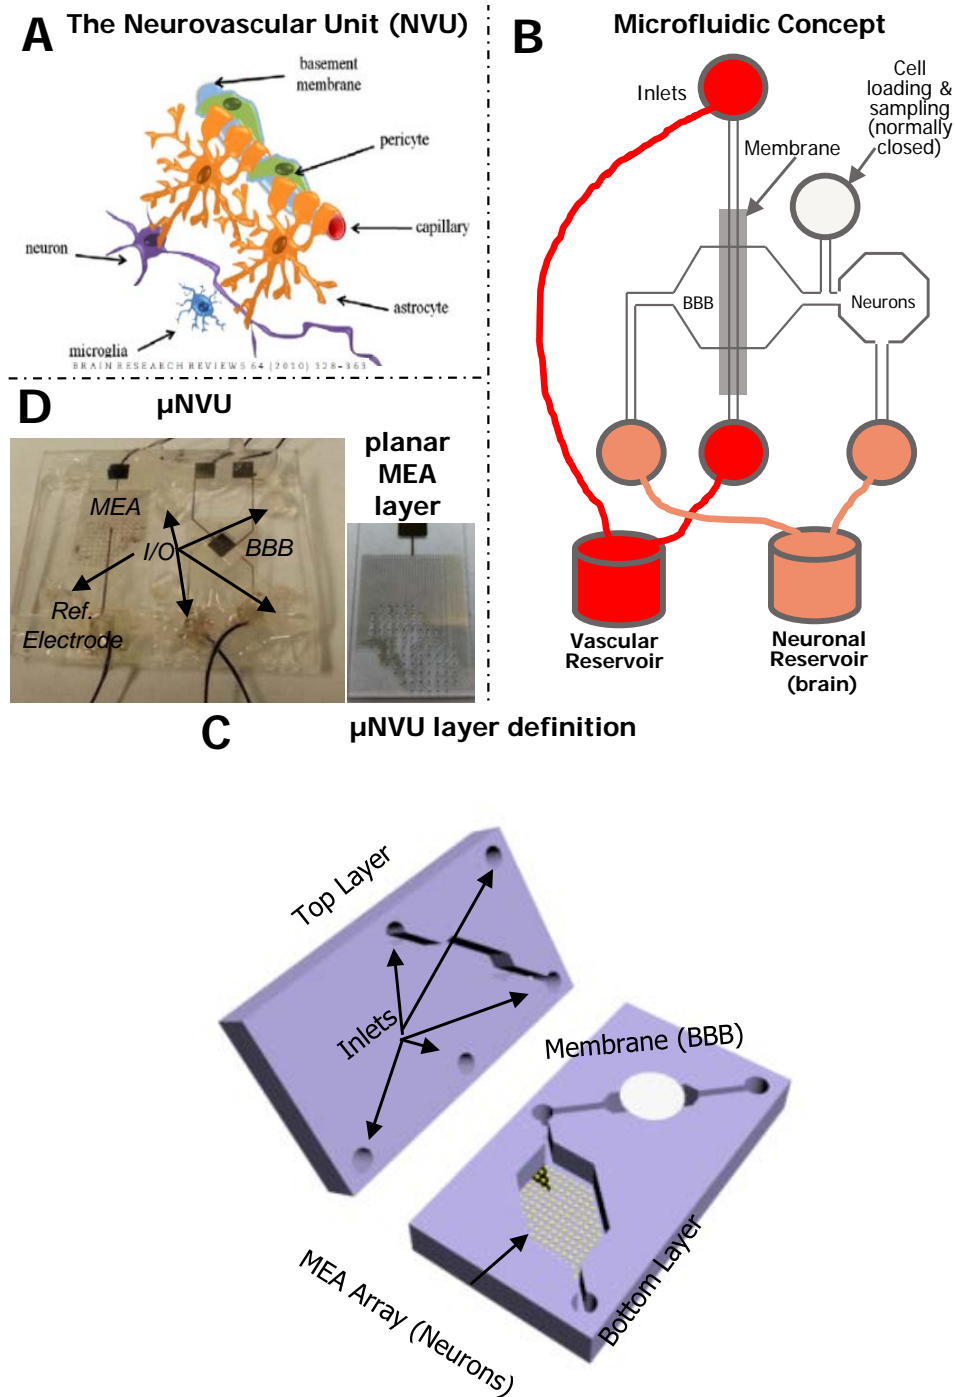 A
The Neurovascular Unit (NVU)
basement
membrane
pericyte
capillary
neuron
astrocyte
microglia
BRAIN RESEARCH REVIEWS 64 (2010) 328–363
B
Microfluidic Concept
Inlets
Cell
loading &
sampling
(normally
closed)
Membrane
BBB
Neurons
Vascular
Reservoir
Neuronal
Reservoir
(brain)
D
µNVU
planar
MEA
layer
MEA
I/O
BBB
Ref.
Electrode
C
µNVU layer definition
Top Layer
Inlets
Membrane (BBB)
MEA Array (Neurons)
Bottom Layer